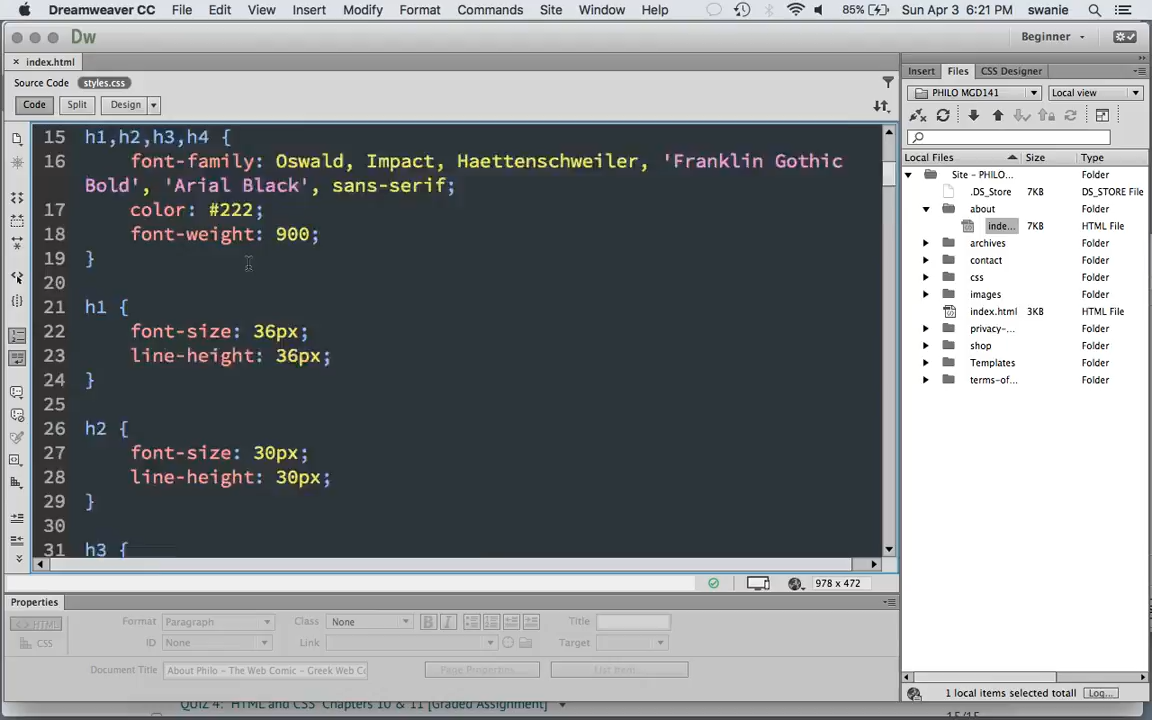 Dreamweaver CC File Edit View Insert Modify Format Commands Site Window Help 85% Sun Apr 3 6:21 PM swanie
Dw Beginner
× index.html
Insert Files CSS Designer
Source Code styles.css
PHILO MGD141 Local view
Code Split Design
Local Files Size Type
15 h1,h2,h3,h4 {
16 font-family: Oswald, Impact, Haettenschweiler, 'Franklin Gothic
Bold', 'Arial Black', sans-serif;
17 color: #222;
18 font-weight: 900;
19 }
20
21 h1 {
22 font-size: 36px;
23 line-height: 36px;
24 }
25
26 h2 {
27 font-size: 30px;
28 line-height: 30px;
29 }
30
31 h3 {
Site - PHILO...
.DS_Store 7KB DS_STORE File
about Folder
inde... 7KB HTML File
archives Folder
contact Folder
css Folder
images Folder
index.html 3KB HTML File
privacy-... Folder
shop Folder
Templates Folder
terms-of... Folder
978 x 472
Properties
<> HTML Format Paragraph Class None B I Title
CSS ID None Link Target
Document Title About Philo – The Web Comic – Greek Web Co Page Properties... List Item...
1 local items selected totall Log...
QUIZ 4: HTML and CSS Chapters 10 & 11 [Graded Assignment]
15/15